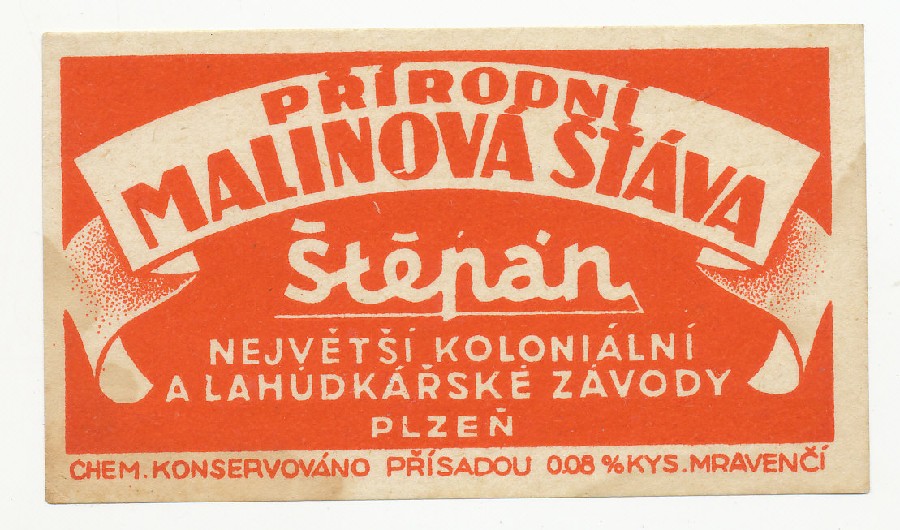 PŘÍRODNÍ
MALINOVÁ ŠŤÁVA
Štěpán
NEJVĚTŠÍ KOLONIÁLNÍ
A LAHŮDKÁŘSKÉ ZÁVODY
PLZEŇ
CHEM. KONSERVOVÁNO PŘÍSADOU 0.08 % KYS. MRAVENČÍ